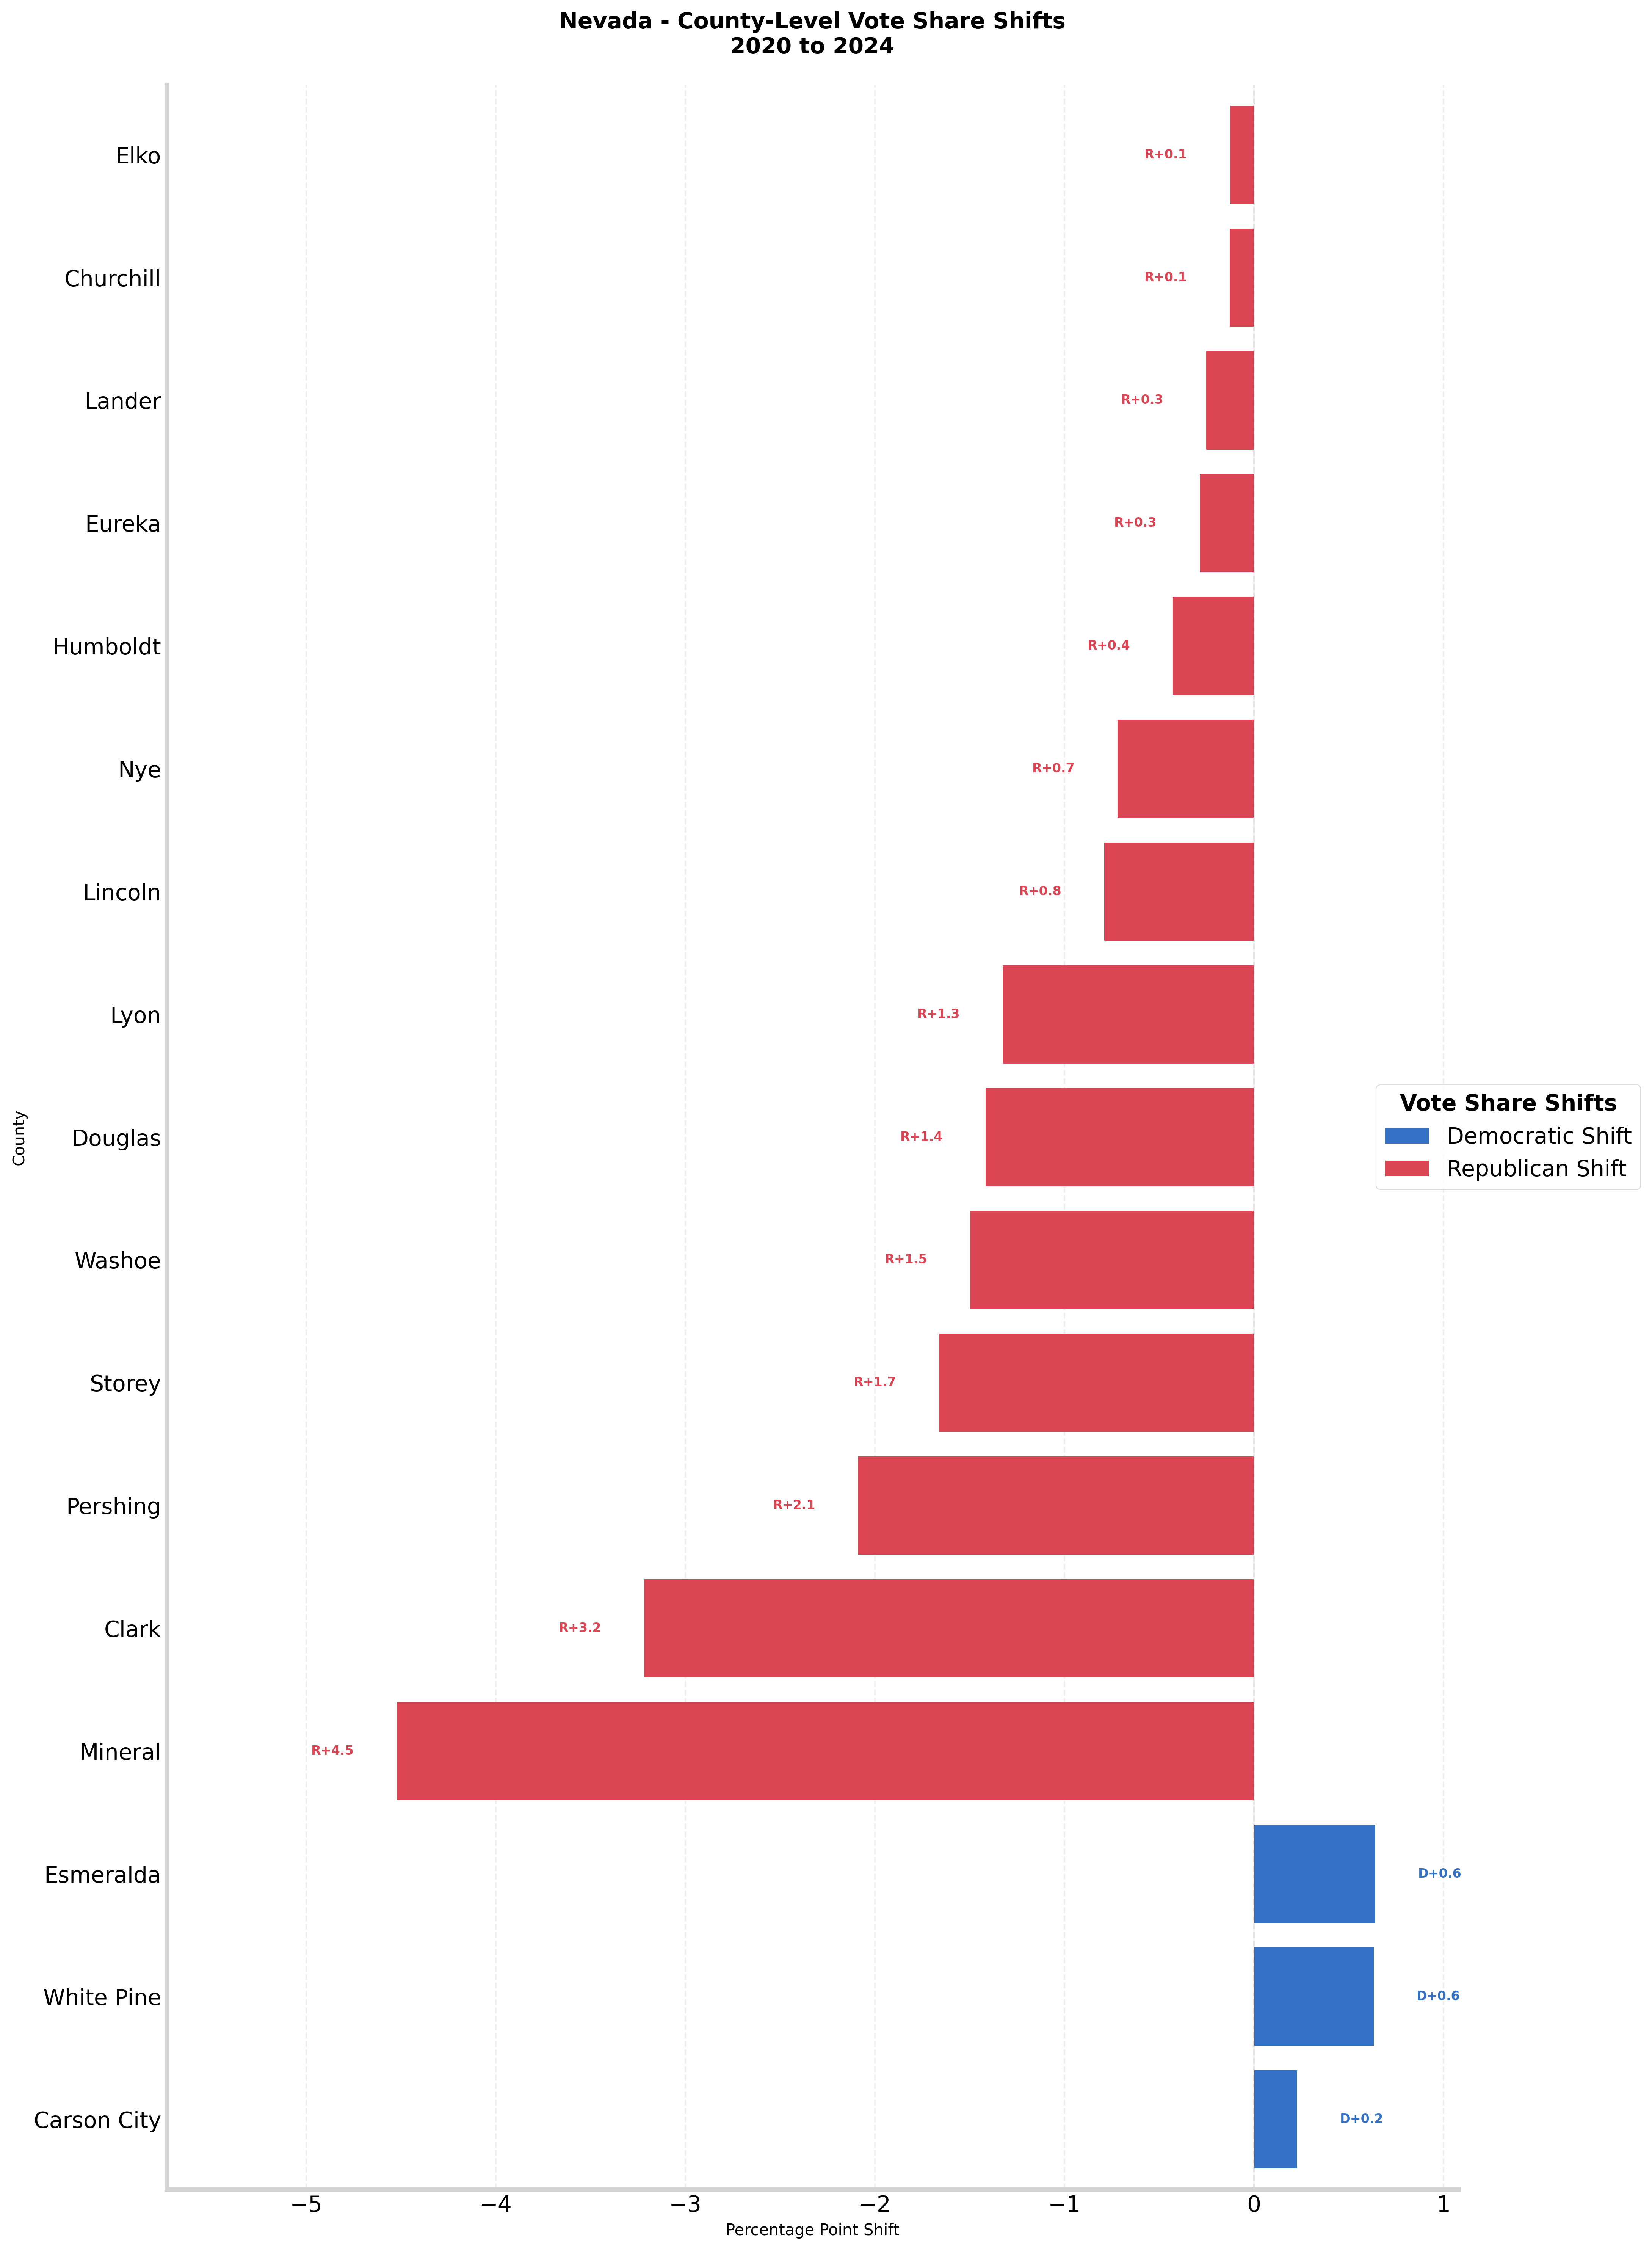 Nevada - County-Level Vote Share Shifts
2020 to 2024
Elko
R+0.1
Churchill
R+0.1
Lander
R+0.3
Eureka
R+0.3
Humboldt
R+0.4
Nye
R+0.7
Lincoln
R+0.8
Lyon
R+1.3
Douglas
R+1.4
Washoe
R+1.5
Storey
R+1.7
Pershing
R+2.1
Clark
R+3.2
Mineral
R+4.5
Esmeralda
D+0.6
White Pine
D+0.6
Carson City
D+0.2
County
Vote Share Shifts
Democratic Shift
Republican Shift
−5 −4 −3 −2 −1 0 1
Percentage Point Shift